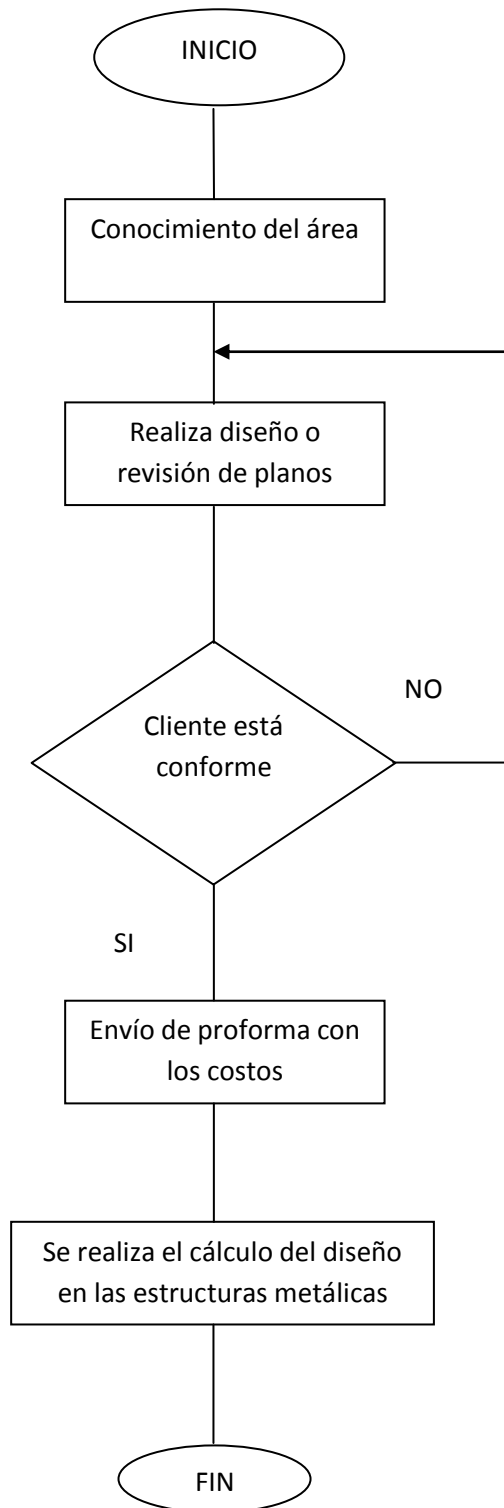 INICIO
Conocimiento del área
Realiza diseño o
revisión de planos
NO
Cliente está
conforme
SI
Envío de proforma con
los costos
Se realiza el cálculo del diseño
en las estructuras metálicas
FIN